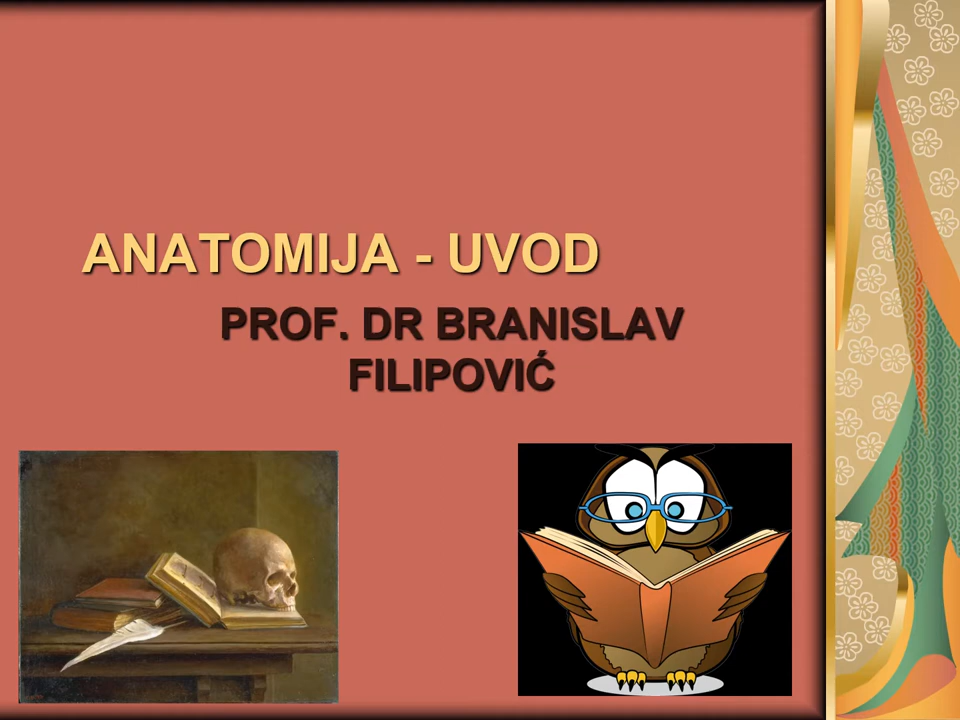 ANATOMIJA - UVOD
PROF. DR BRANISLAV
FILIPOVIĆ